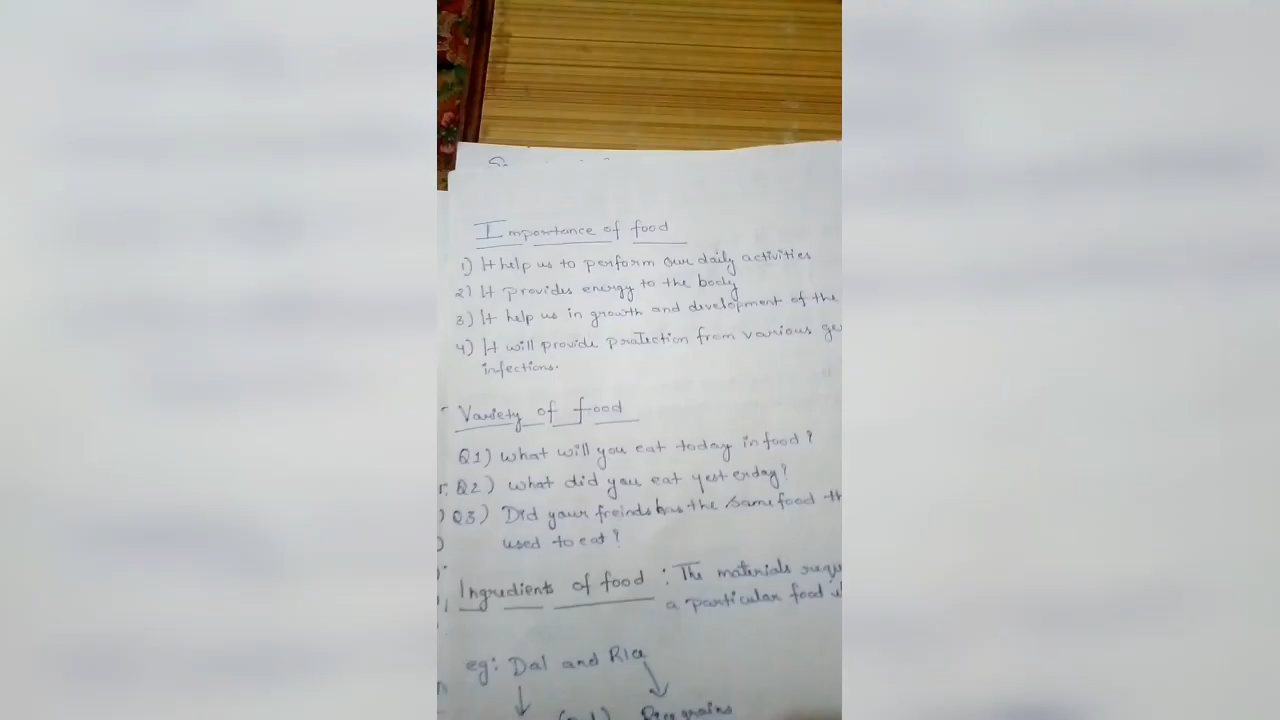 Importance of food
1) It help us to perform our daily activities
2) It provides energy to the body
3) It help us in growth and development of the
4) It will provide protection from various
infections.
Variety of food
Q1) What will you eat today in food?
Q2) What did you eat yesterday?
Q3) Did your freinds has the same food
used to eat?
Ingredients of food : The materials
a particular food
eg: Dal and Rice
Rice grains